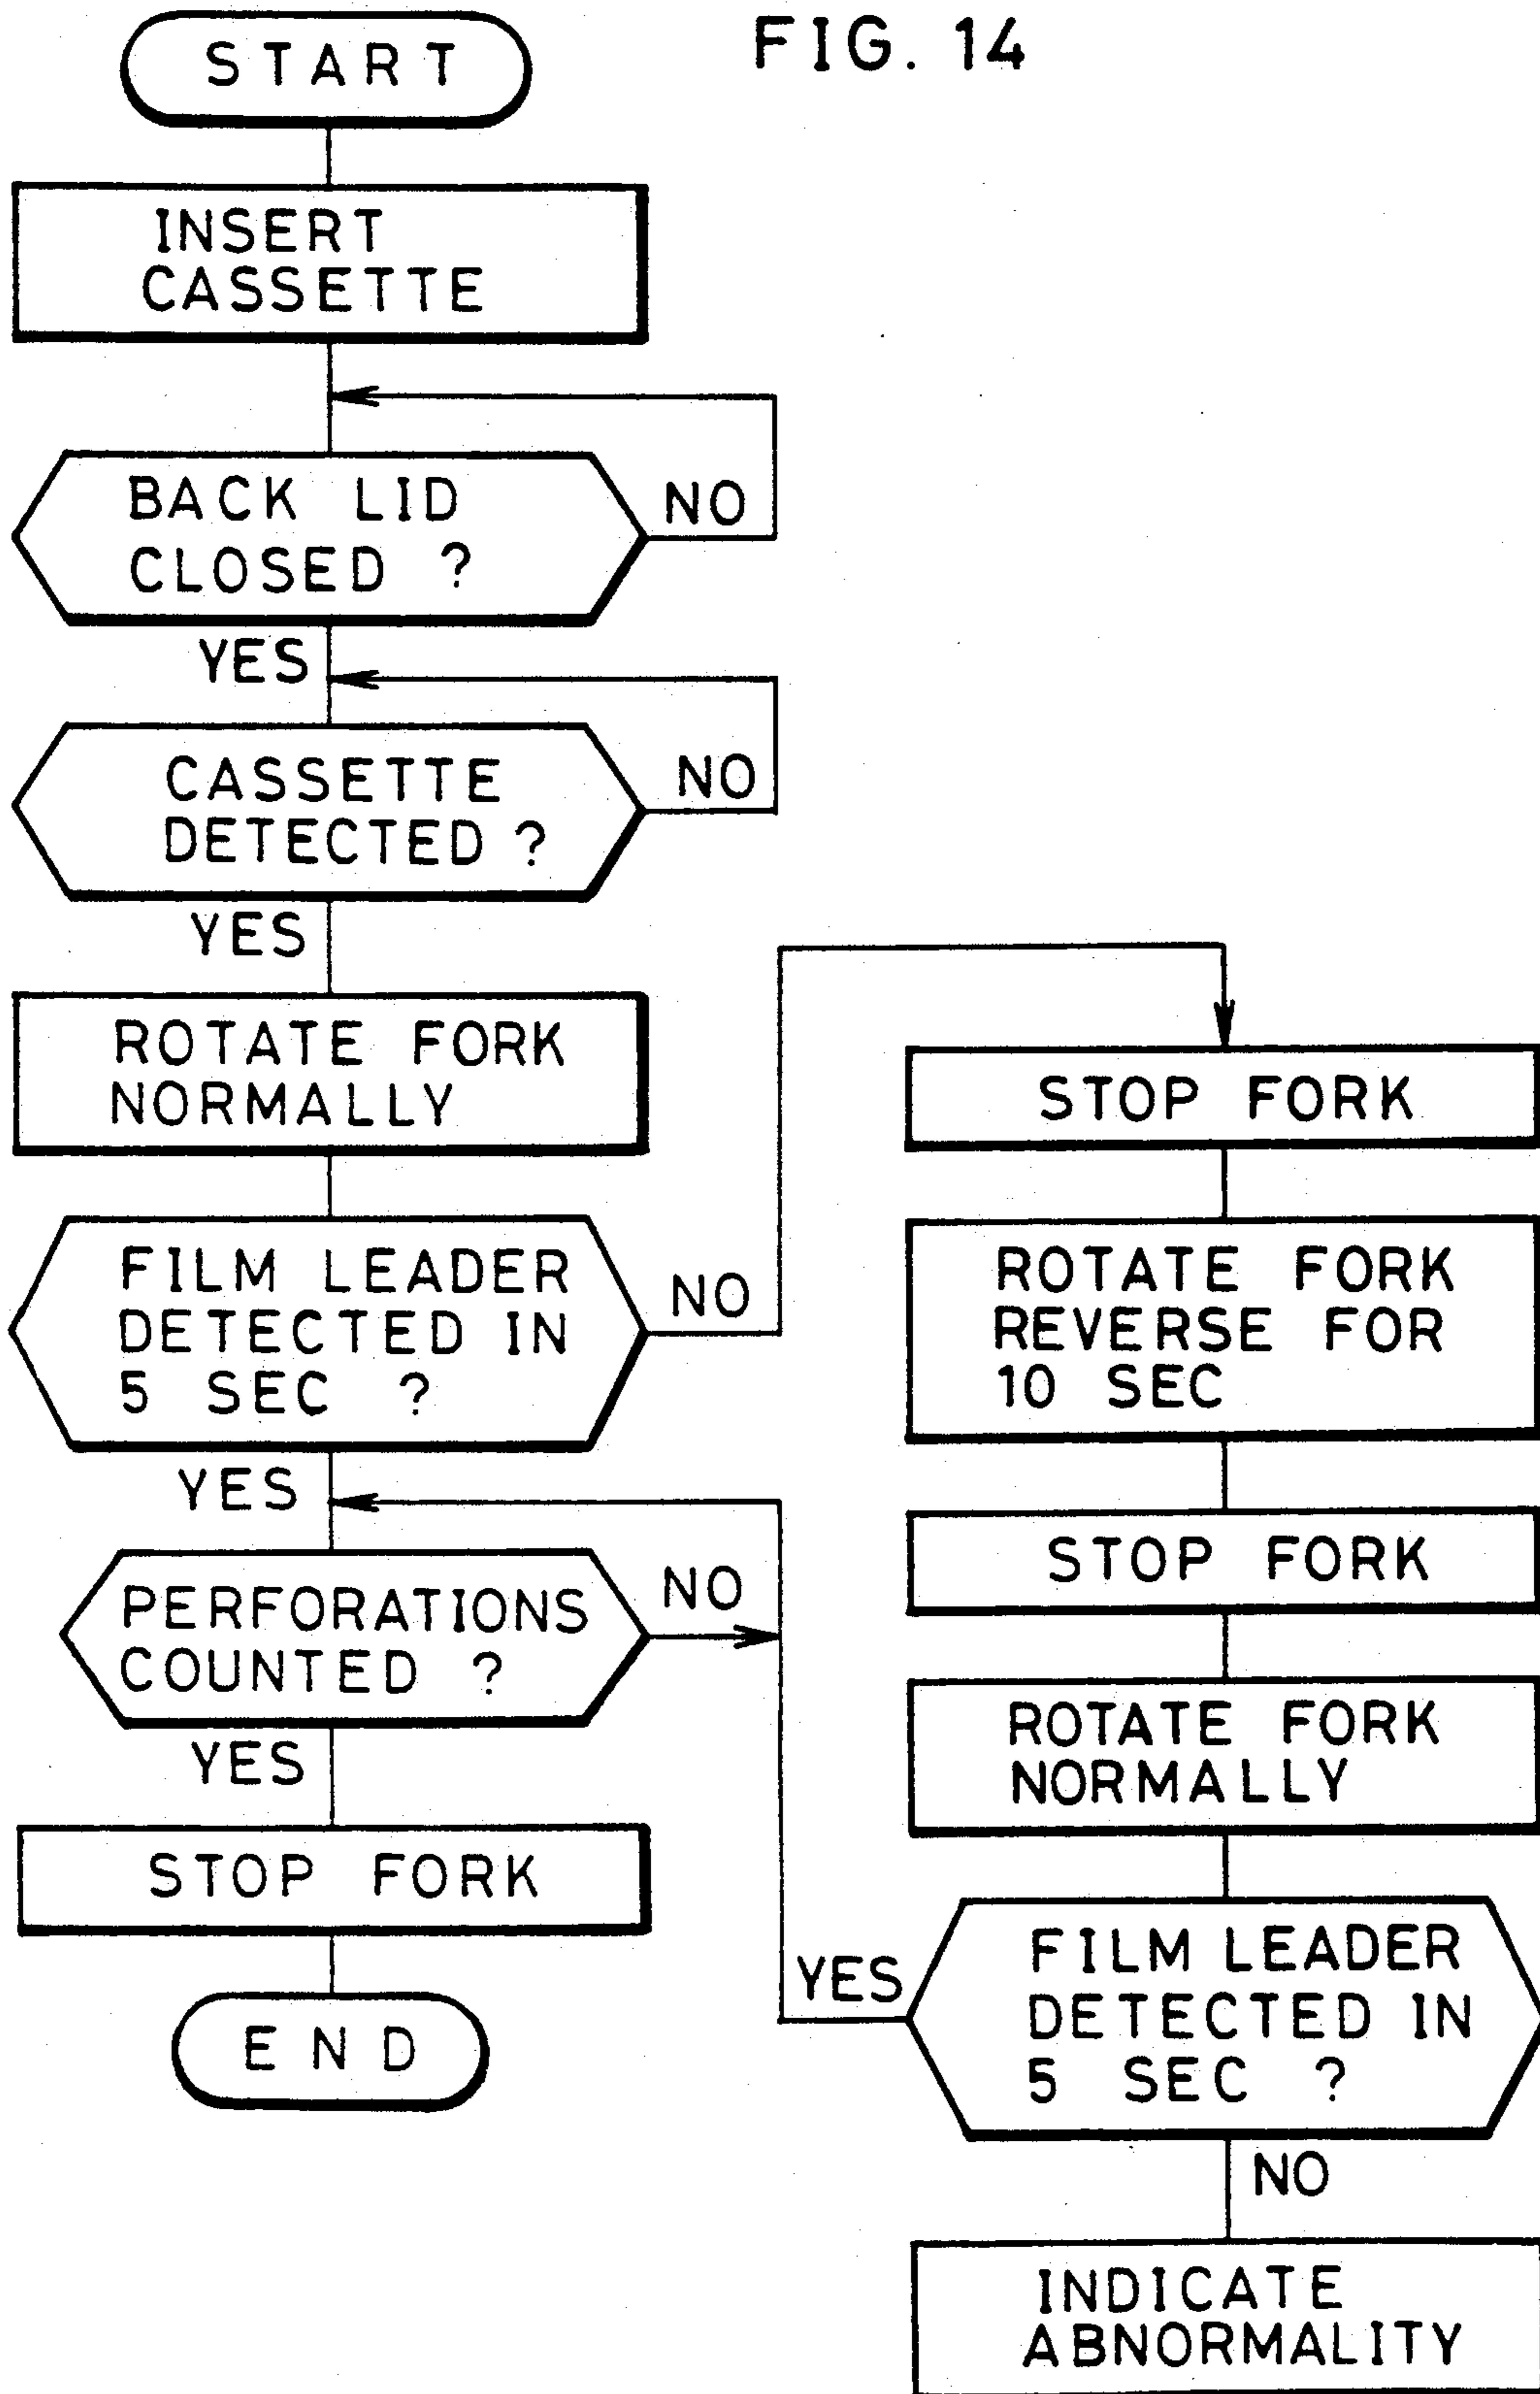 FIG. 14
START
INSERT
CASSETTE
BACK LID
CLOSED ?
NO
YES
CASSETTE
DETECTED ?
NO
YES
ROTATE FORK
NORMALLY
FILM LEADER
DETECTED IN
5 SEC ?
NO
YES
PERFORATIONS
COUNTED ?
NO
YES
STOP FORK
END
STOP FORK
ROTATE FORK
REVERSE FOR
10 SEC
STOP FORK
ROTATE FORK
NORMALLY
FILM LEADER
DETECTED IN
5 SEC ?
YES
NO
INDICATE
ABNORMALITY